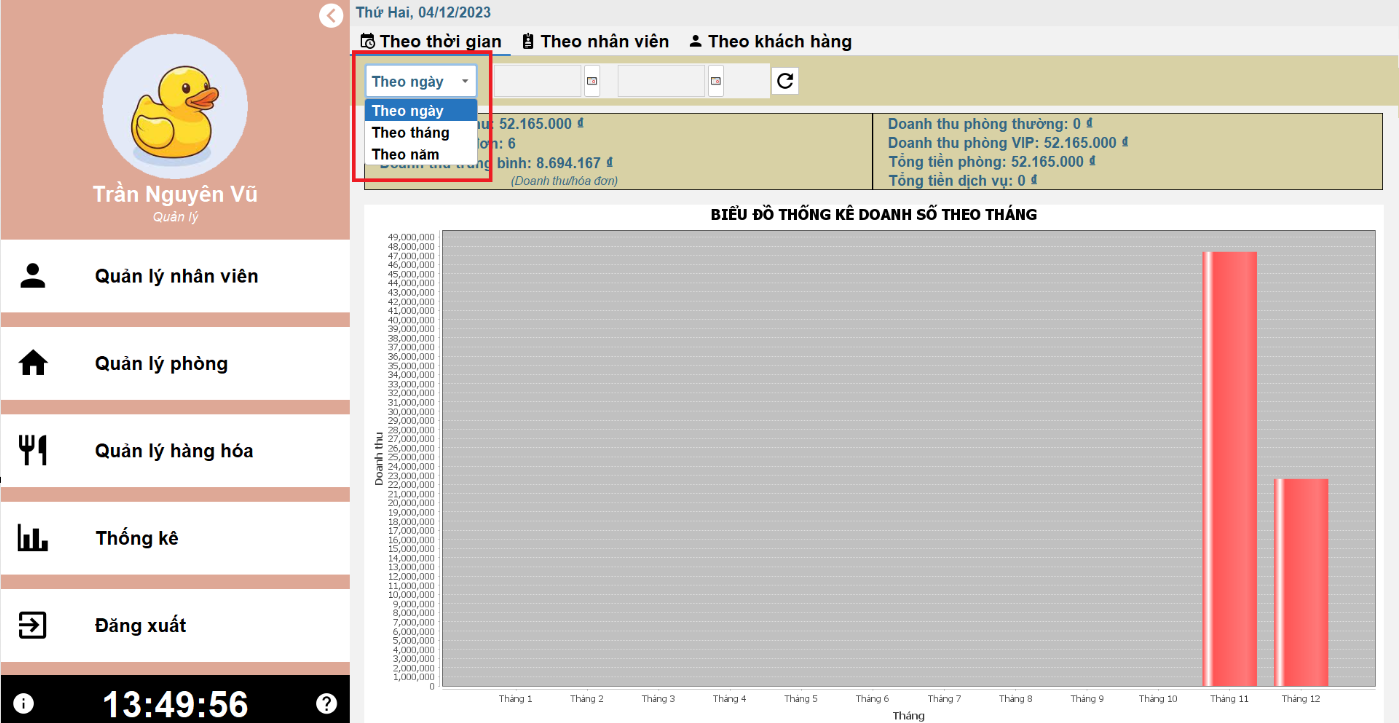 Thứ Hai, 04/12/2023
Theo thời gian Theo nhân viên Theo khách hàng
Theo ngày
Theo ngày
Theo tháng
Theo năm
52.165.000 ₫
6
bình: 8.694.167 ₫
(Doanh thu/hóa đơn)
Doanh thu phòng thường: 0 ₫
Doanh thu phòng VIP: 52.165.000 ₫
Tổng tiền phòng: 52.165.000 ₫
Tổng tiền dịch vụ: 0 ₫
Trần Nguyên Vũ
Quản lý
Quản lý nhân viên
Quản lý phòng
Quản lý hàng hóa
Thống kê
Đăng xuất
13:49:56
BIỂU ĐỒ THỐNG KÊ DOANH SỐ THEO THÁNG
Doanh thu
49,000,000
48,000,000
47,000,000
46,000,000
45,000,000
44,000,000
43,000,000
42,000,000
41,000,000
40,000,000
39,000,000
38,000,000
37,000,000
36,000,000
35,000,000
34,000,000
33,000,000
32,000,000
31,000,000
30,000,000
29,000,000
28,000,000
27,000,000
26,000,000
25,000,000
24,000,000
23,000,000
22,000,000
21,000,000
20,000,000
19,000,000
18,000,000
17,000,000
16,000,000
15,000,000
14,000,000
13,000,000
12,000,000
11,000,000
10,000,000
9,000,000
8,000,000
7,000,000
6,000,000
5,000,000
4,000,000
3,000,000
2,000,000
1,000,000
0
Tháng 1 Tháng 2 Tháng 3 Tháng 4 Tháng 5 Tháng 6 Tháng 7 Tháng 8 Tháng 9 Tháng 10 Tháng 11 Tháng 12
Tháng